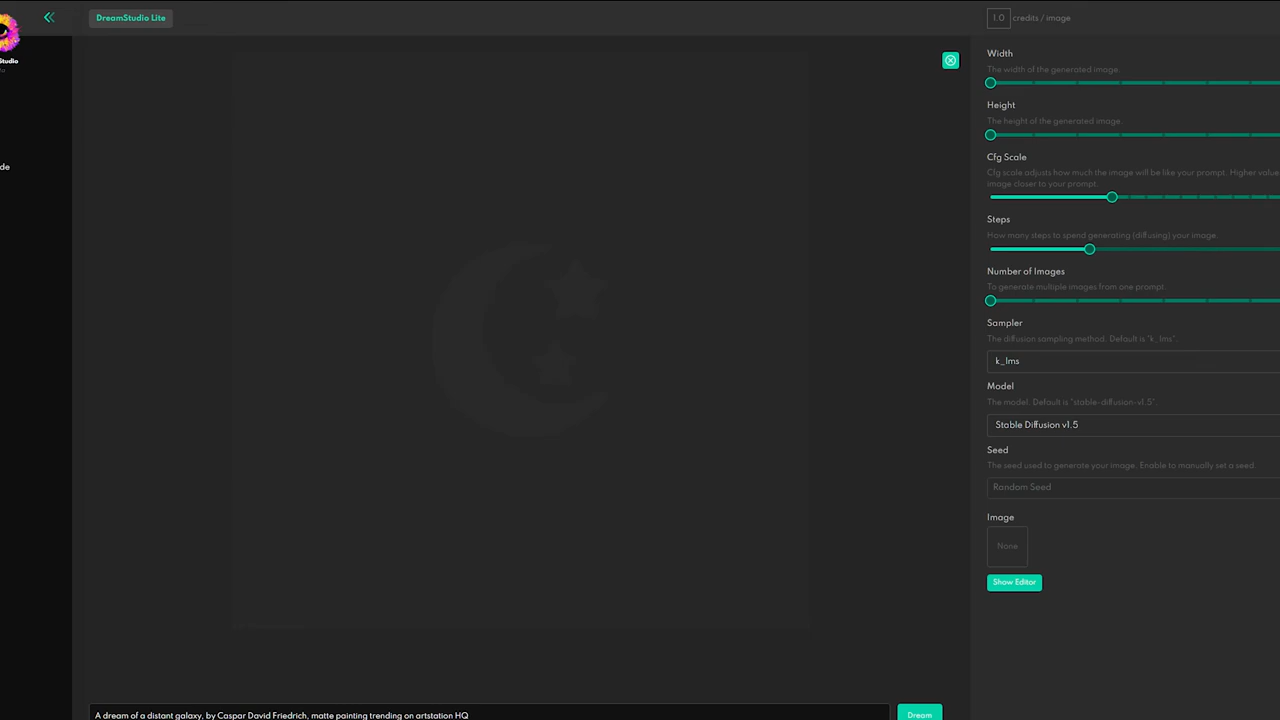 DreamStudio Lite
1.0 credits / image
Studio
Width
The width of the generated image.
Height
The height of the generated image.
de
Cfg Scale
Cfg scale adjusts how much the image will be like your prompt. Higher value
image closer to your prompt.
Steps
How many steps to spend generating (diffusing) your image.
Number of Images
To generate multiple images from one prompt.
Sampler
The diffusion sampling method. Default is "k_lms".
k_lms
Model
The model. Default is "stable-diffusion-v1.5".
Stable Diffusion v1.5
Seed
The seed used to generate your image. Enable to manually set a seed.
Random Seed
Image
None
Show Editor
A dream of a distant galaxy, by Caspar David Friedrich, matte painting trending on artstation HQ
Dream